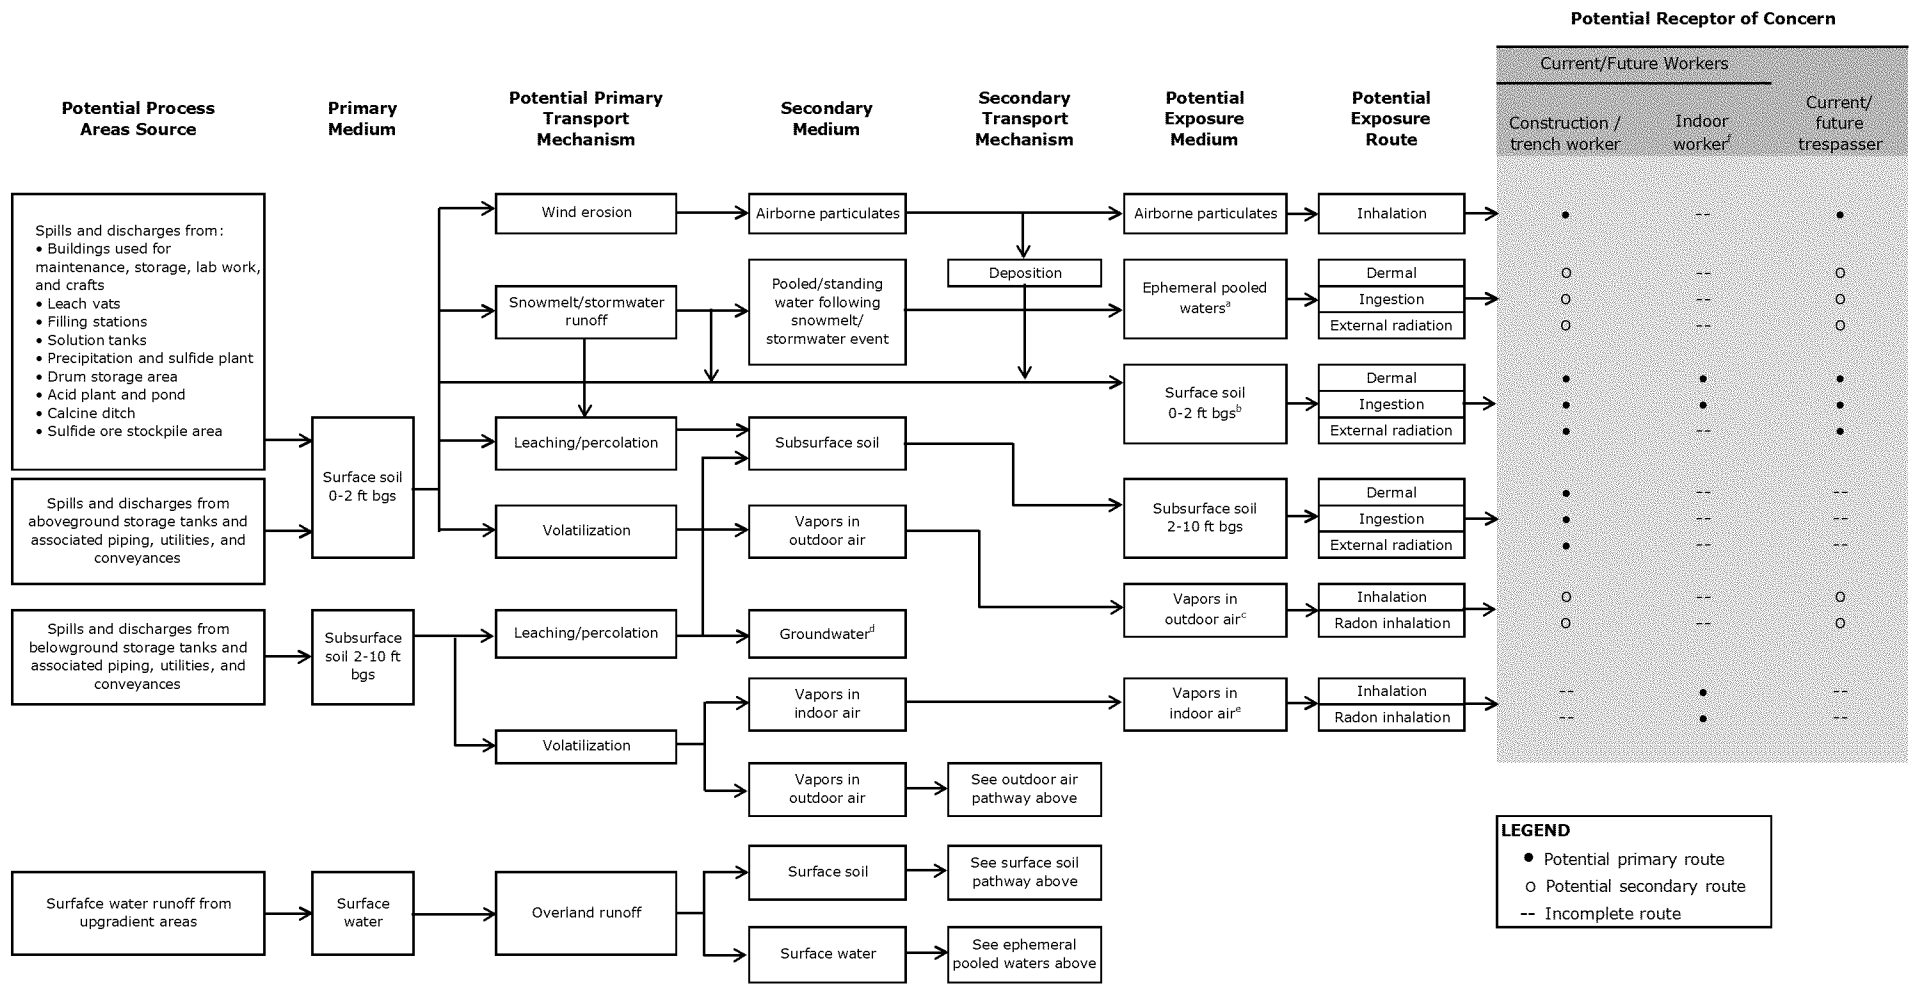 Potential Receptor of Concern
Current/Future Workers
Potential Process
Areas Source
Primary
Medium
Potential Primary
Transport
Mechanism
Secondary
Medium
Secondary
Transport
Mechanism
Potential
Exposure
Medium
Potential
Exposure
Route
Construction /
trench worker
Indoor
worker^f
Current/
future
trespasser
Spills and discharges from:
• Buildings used for
maintenance, storage, lab work,
and crafts
• Leach vats
• Filling stations
• Solution tanks
• Precipitation and sulfide plant
• Drum storage area
• Acid plant and pond
• Calcine ditch
• Sulfide ore stockpile area
Spills and discharges from
aboveground storage tanks and
associated piping, utilities, and
conveyances
Spills and discharges from
belowground storage tanks and
associated piping, utilities, and
conveyances
Surfafce water runoff from
upgradient areas
Surface soil
0-2 ft bgs
Subsurface
soil 2-10 ft
bgs
Surface
water
Wind erosion
Snowmelt/stormwater
runoff
Leaching/percolation
Volatilization
Leaching/percolation
Volatilization
Overland runoff
Airborne particulates
Pooled/standing
water following
snowmelt/
stormwater event
Subsurface soil
Vapors in
outdoor air
Groundwater^d
Vapors in
indoor air
Vapors in
outdoor air
Surface soil
Surface water
Deposition
See outdoor air
pathway above
See surface soil
pathway above
See ephemeral
pooled waters above
Airborne particulates
Ephemeral pooled
waters^a
Surface soil
0-2 ft bgs^b
Subsurface soil
2-10 ft bgs
Vapors in
outdoor air^c
Vapors in
indoor air^e
Inhalation • -- •
Dermal o -- o
Ingestion o -- o
External radiation o -- o
Dermal • • •
Ingestion • • •
External radiation • -- •
Dermal • -- --
Ingestion • -- --
External radiation • -- --
Inhalation o -- o
Radon inhalation o -- o
Inhalation -- • --
Radon inhalation -- • --
LEGEND
• Potential primary route
o Potential secondary route
-- Incomplete route